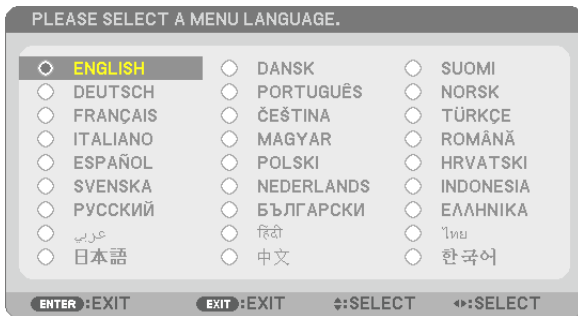 PLEASE SELECT A MENU LANGUAGE.
ENGLISH DANSK SUOMI
DEUTSCH PORTUGUÊS NORSK
FRANÇAIS ČEŠTINA TÜRKÇE
ITALIANO MAGYAR ROMÂNĂ
ESPAÑOL POLSKI HRVATSKI
SVENSKA NEDERLANDS INDONESIA
РУССКИЙ БЪЛГАРСКИ ΕΛΛΗΝΙΚΑ
عربي हिंदी ไทย
日本語 中文 한국어
ENTER :EXIT EXIT :EXIT :SELECT :SELECT